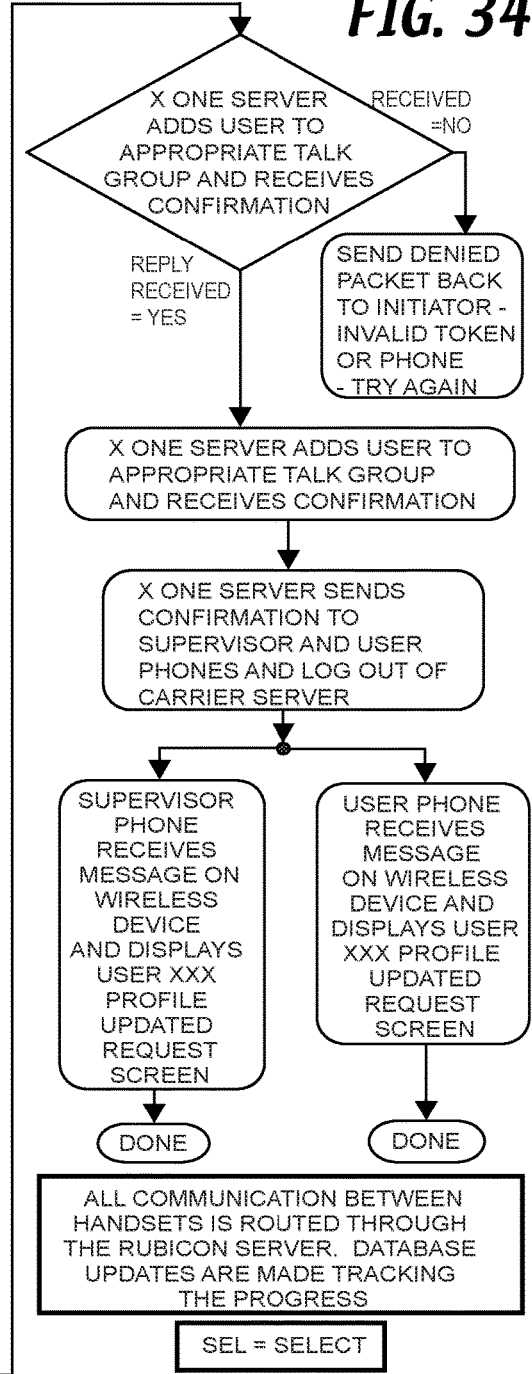 FIG. 34
X ONE SERVER
ADDS USER TO
APPROPRIATE TALK
GROUP AND RECEIVES
CONFIRMATION
RECEIVED
=NO
REPLY
RECEIVED
= YES
SEND DENIED
PACKET BACK
TO INITIATOR -
INVALID TOKEN
OR PHONE
- TRY AGAIN
X ONE SERVER ADDS USER TO
APPROPRIATE TALK GROUP
AND RECEIVES CONFIRMATION
X ONE SERVER SENDS
CONFIRMATION TO
SUPERVISOR AND USER
PHONES AND LOG OUT OF
CARRIER SERVER
SUPERVISOR
PHONE
RECEIVES
MESSAGE ON
WIRELESS
DEVICE
AND DISPLAYS
USER XXX
PROFILE
UPDATED
REQUEST
SCREEN
USER PHONE
RECEIVES
MESSAGE
ON WIRELESS
DEVICE AND
DISPLAYS USER
XXX PROFILE
UPDATED
REQUEST
SCREEN
DONE
DONE
ALL COMMUNICATION BETWEEN
HANDSETS IS ROUTED THROUGH
THE RUBICON SERVER. DATABASE
UPDATES ARE MADE TRACKING
THE PROGRESS
SEL = SELECT